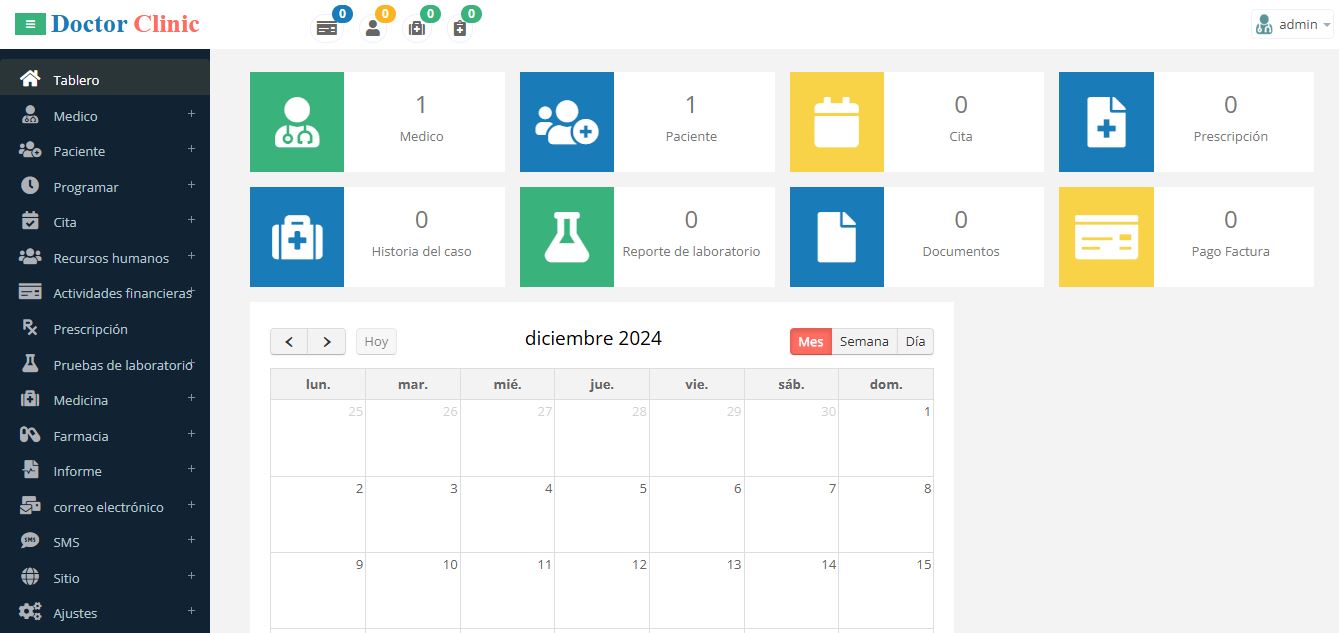 Doctor Clinic
0
0
0
0
admin
Tablero
Medico +
Paciente +
Programar +
Cita +
Recursos humanos +
Actividades financieras +
Prescripción
Pruebas de laboratorio +
Medicina +
Farmacia +
Informe +
correo electrónico +
SMS SMS +
Sitio +
Ajustes +
1
Medico
1
Paciente
0
Cita
0
Prescripción
0
Historia del caso
0
Reporte de laboratorio
0
Documentos
0
Pago Factura
Hoy
diciembre 2024
Mes Semana Día
lun. mar. mié. jue. vie. sáb. dom.
25 26 27 28 29 30 1
2 3 4 5 6 7 8
9 10 11 12 13 14 15